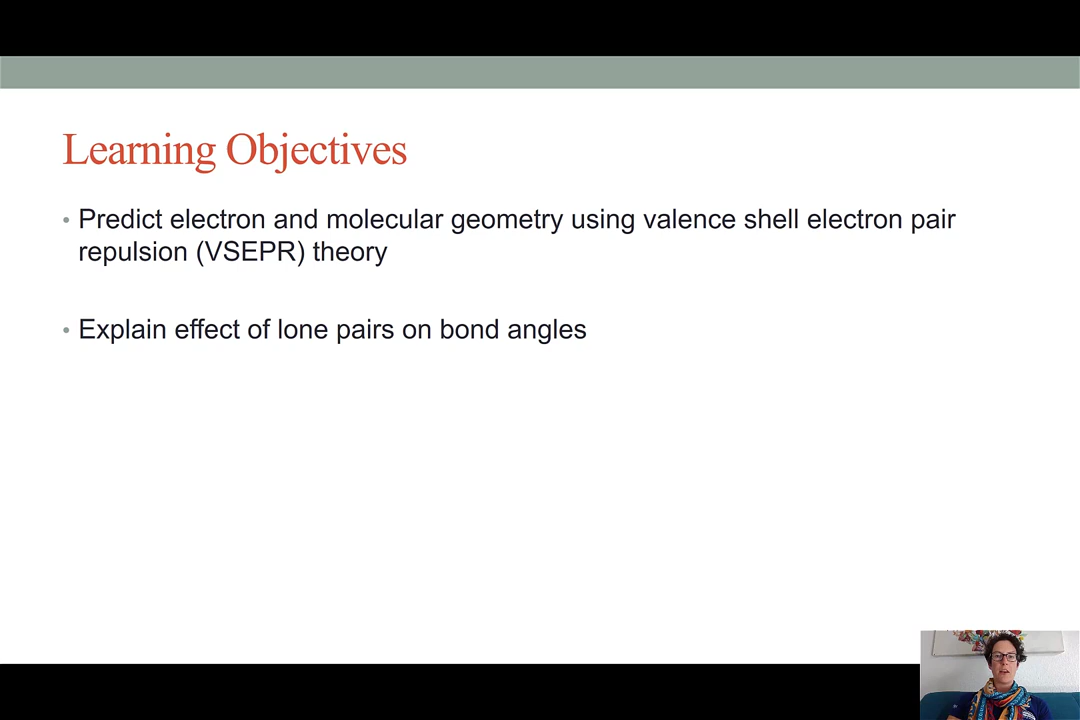 Learning Objectives
• Predict electron and molecular geometry using valence shell electron pair
repulsion (VSEPR) theory
• Explain effect of lone pairs on bond angles